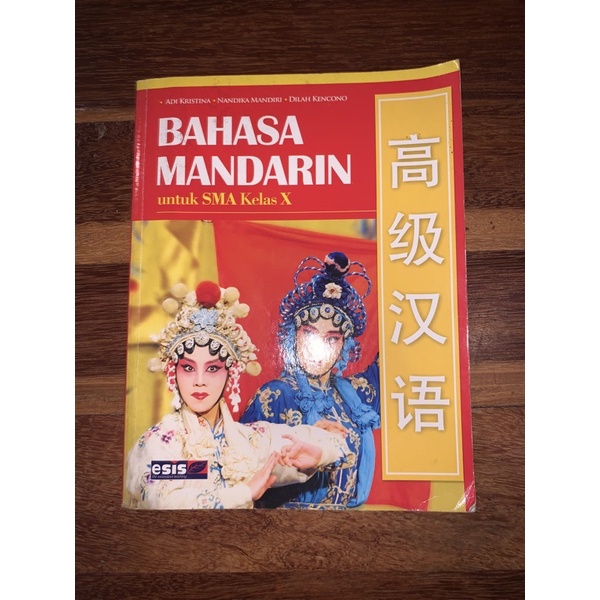 • ADI KRISTINA • NANDIKA MANDIRI • DILAH KENCONO
BAHASA
MANDARIN
untuk SMA Kelas X
高级汉语
esis